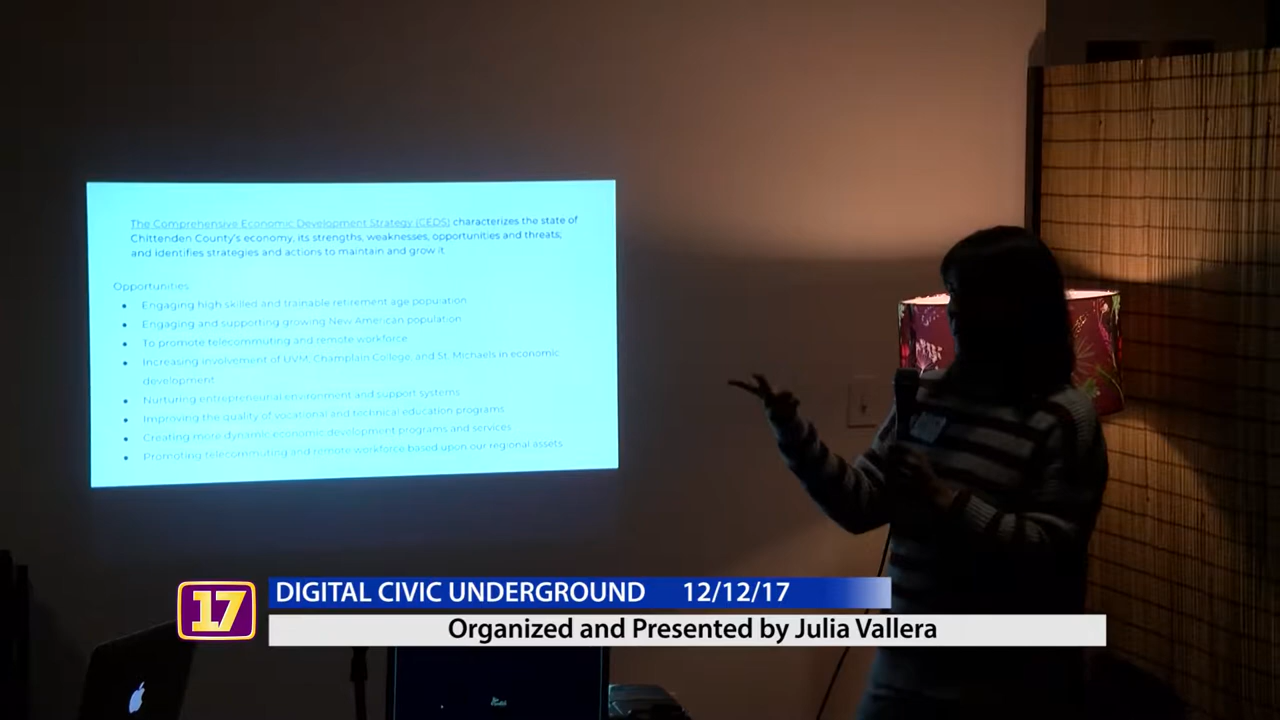 The Comprehensive Economic Development Strategy (CEDS) characterizes the state of
Chittenden County's economy, its strengths, weaknesses, opportunities and threats;
and identifies strategies and actions to maintain and grow it
Opportunities
• Engaging high skilled and trainable retirement age population
• Engaging and supporting growing New American population
• To promote telecommuting and remote workforce
• Increasing involvement of UVM, Champlain College, and St. Michaels in economic
development
• Nurturing entrepreneurial environment and support systems
• Improving the quality of vocational and technical education programs
• Creating more dynamic economic development programs and services
• Promoting telecommuting and remote workforce based upon our regional assets
17
DIGITAL CIVIC UNDERGROUND 12/12/17
Organized and Presented by Julia Vallera